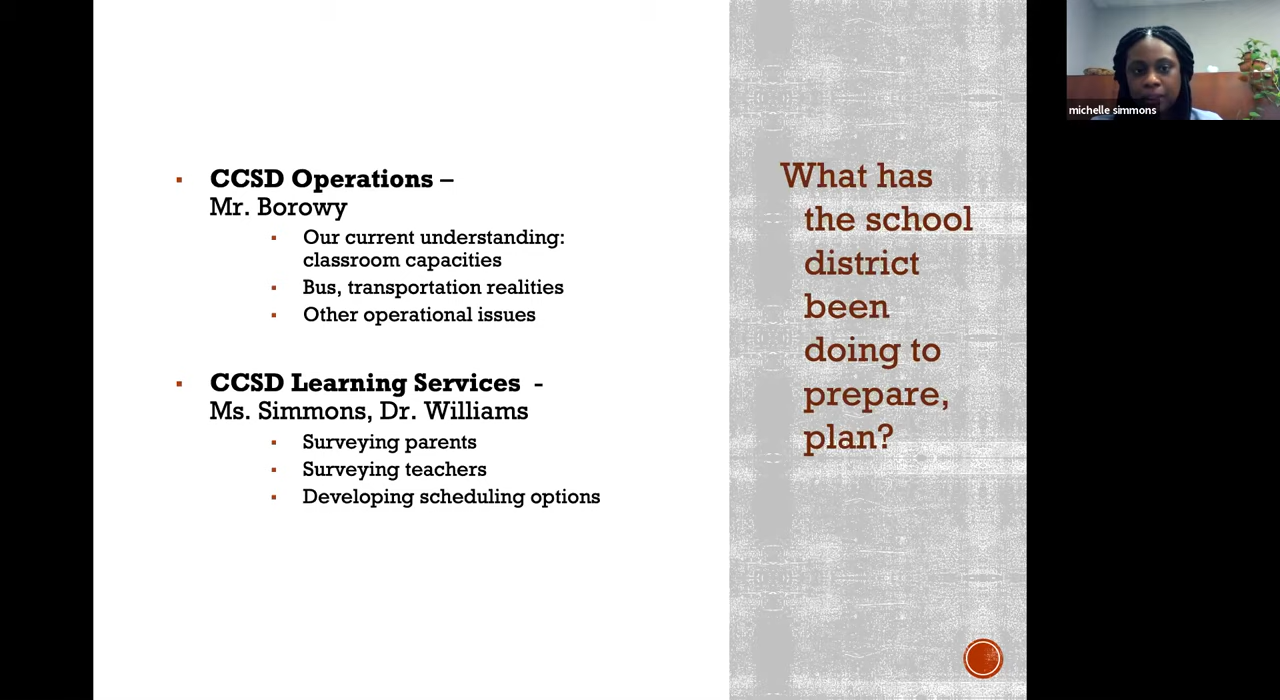 CCSD Operations –
Mr. Borowy
Our current understanding:
classroom capacities
Bus, transportation realities
Other operational issues
CCSD Learning Services -
Ms. Simmons, Dr. Williams
Surveying parents
Surveying teachers
Developing scheduling options
What has
the school
district
been
doing to
prepare,
plan?
michelle simmons